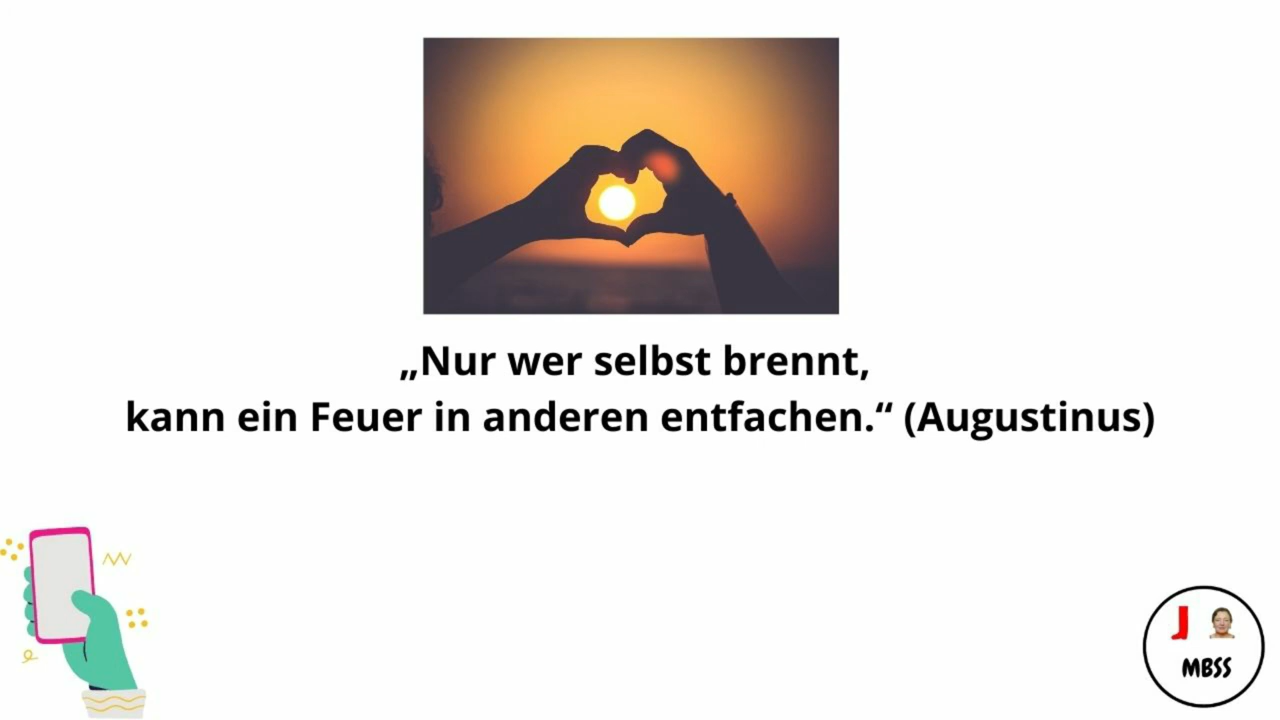 „Nur wer selbst brennt,
kann ein Feuer in anderen entfachen.“ (Augustinus)
J
MBSS